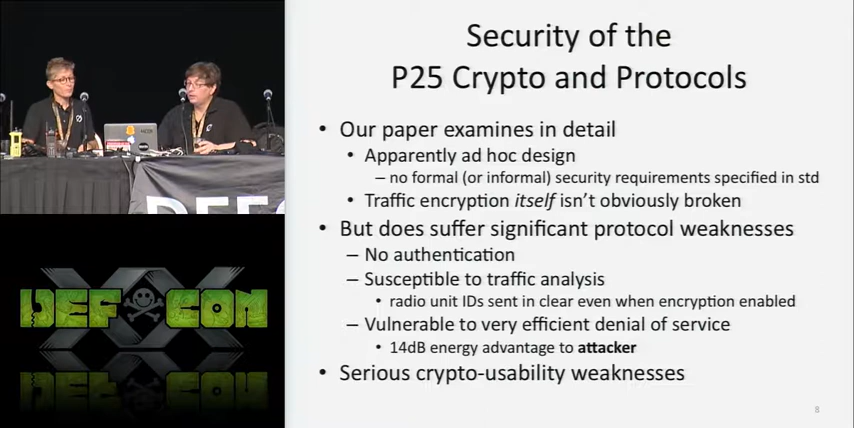 Security of the
P25 Crypto and Protocols
• Our paper examines in detail
• Apparently ad hoc design
– no formal (or informal) security requirements specified in std
• Traffic encryption itself isn't obviously broken
• But does suffer significant protocol weaknesses
– No authentication
– Susceptible to traffic analysis
• radio unit IDs sent in clear even when encryption enabled
– Vulnerable to very efficient denial of service
• 14dB energy advantage to attacker
• Serious crypto-usability weaknesses
8
DEF CON
XX